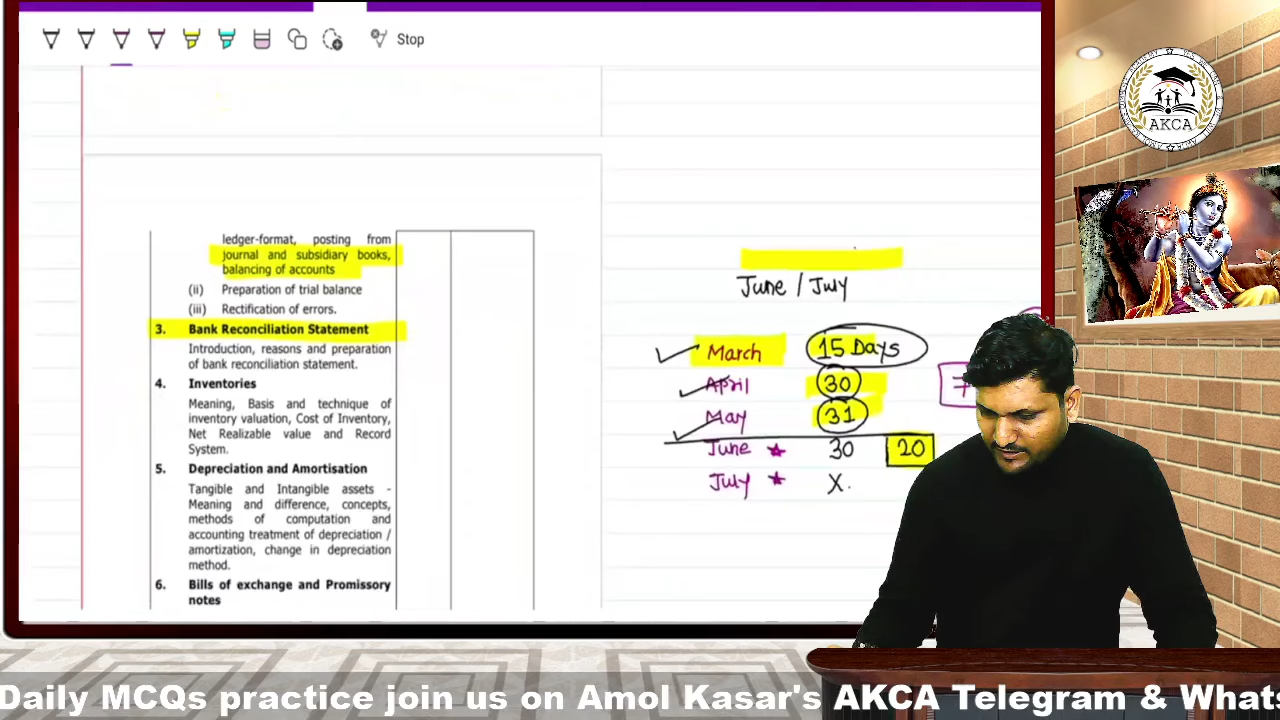 Stop
ledger-format, posting from
journal and subsidiary books,
balancing of accounts
(ii) Preparation of trial balance
(iii) Rectification of errors.
3. Bank Reconciliation Statement
Introduction, reasons and preparation
of bank reconciliation statement.
4. Inventories
Meaning, Basis and technique of
inventory valuation, Cost of Inventory,
Net Realizable value and Record
System.
5. Depreciation and Amortisation
Tangible and Intangible assets -
Meaning and difference, concepts,
methods of computation and
accounting treatment of depreciation /
amortization, change in depreciation
method.
6. Bills of exchange and Promissory
notes
June / July
March 15 Days
April 30
May 31
June ★ 30 20
July ★ X.
7
AKCA
Daily MCQs practice join us on Amol Kasar's AKCA Telegram & Whats